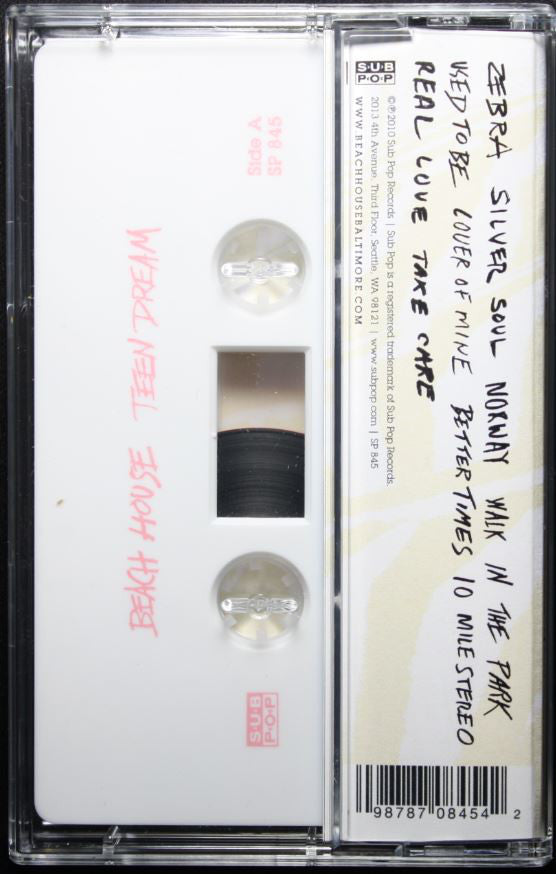 ZEBRA SILVER SOUL NORWAY WALK IN THE PARK
USED TO BE LOVER OF MINE BETTER TIMES 10 MILE STEREO
REAL LOVE TAKE CARE
SUB
POP
©℗2010 Sub Pop Records | Sub Pop is a registered trademark of Sub Pop Records.
2013 4th Avenue, Third Floor, Seattle, WA 98121 | www.subpop.com | SP 845
WWW.BEACHHOUSEBALTIMORE.COM
98787 08454 2
Side A
SP 845
BEACH HOUSE TEEN DREAM
SUB
POP